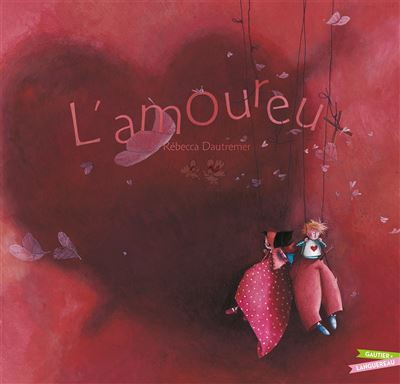 L'amoureu
Rébecca Dautremer
GAUTIER •
LANGUEREAU